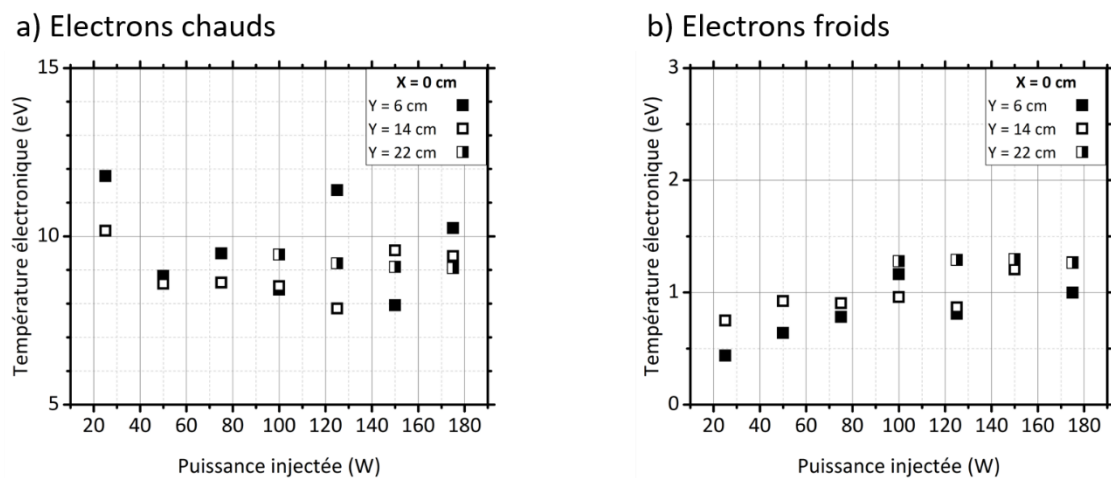 a) Electrons chauds
b) Electrons froids
15
10
5
Température électronique (eV)
X = 0 cm
Y = 6 cm
Y = 14 cm
Y = 22 cm
20 40 60 80 100 120 140 160 180
Puissance injectée (W)
3
2
1
0
Température électronique (eV)
X = 0 cm
Y = 6 cm
Y = 14 cm
Y = 22 cm
20 40 60 80 100 120 140 160 180
Puissance injectée (W)